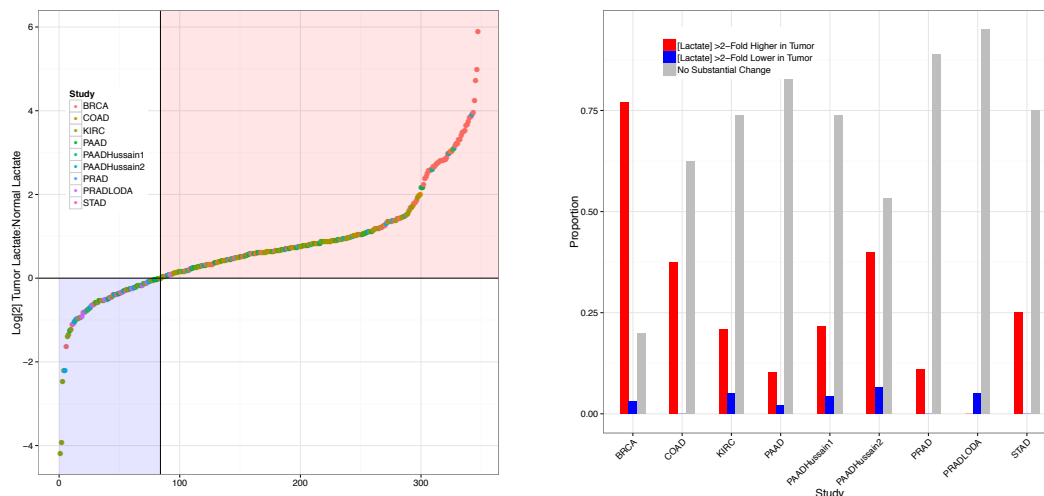 6
4
2
0
−2
−4
Log[2] Tumor Lactate:Normal Lactate
Study
BRCA
COAD
KIRC
PAAD
PAADHussain1
PAADHussain2
PRAD
PRADLODA
STAD
0
100
200
300
[Lactate] >2−Fold Higher in Tumor
[Lactate] >2−Fold Lower in Tumor
No Substantial Change
0.75
0.50
0.25
0.00
Proportion
BRCA
COAD
KIRC
PAAD
PAADHussain1
PAADHussain2
PRAD
PRADLODA
STAD
Study